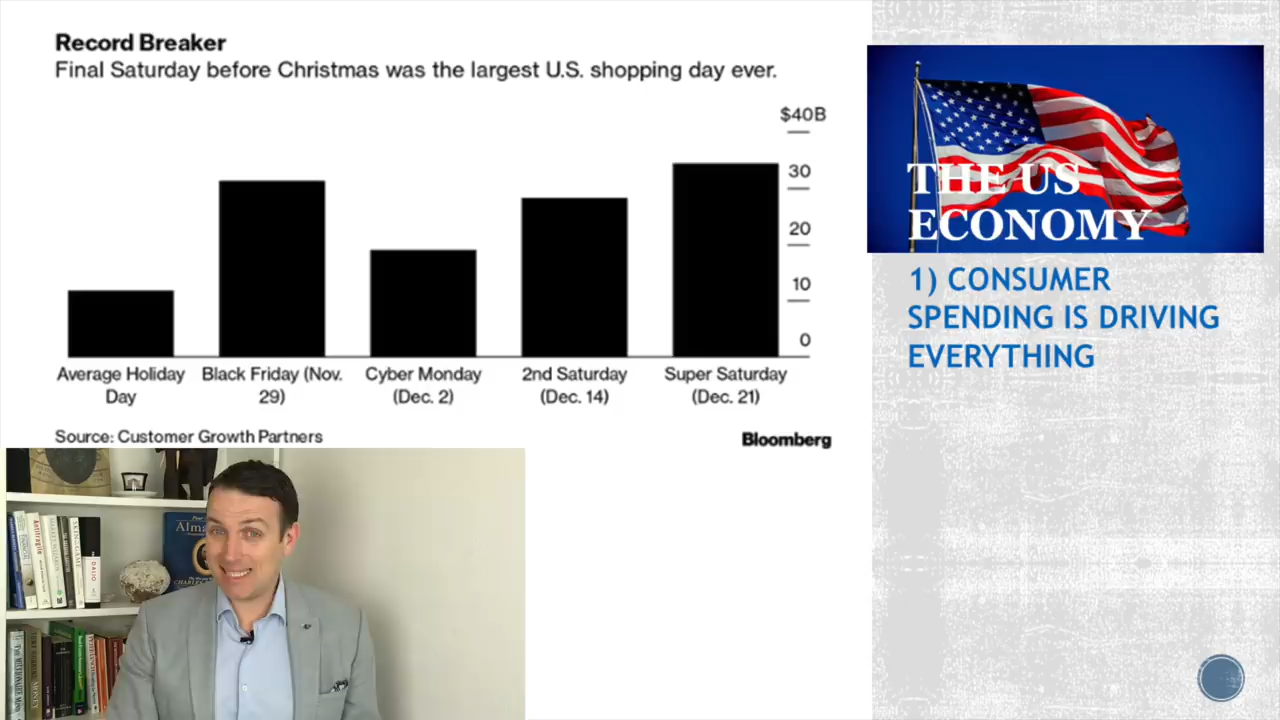 Record Breaker
Final Saturday before Christmas was the largest U.S. shopping day ever.
$40B
30
20
10
0
Average Holiday
Day
Black Friday (Nov.
29)
Cyber Monday
(Dec. 2)
2nd Saturday
(Dec. 14)
Super Saturday
(Dec. 21)
Source: Customer Growth Partners
Bloomberg
THE US
ECONOMY
1) CONSUMER
SPENDING IS DRIVING
EVERYTHING
Antifragile
DALIO